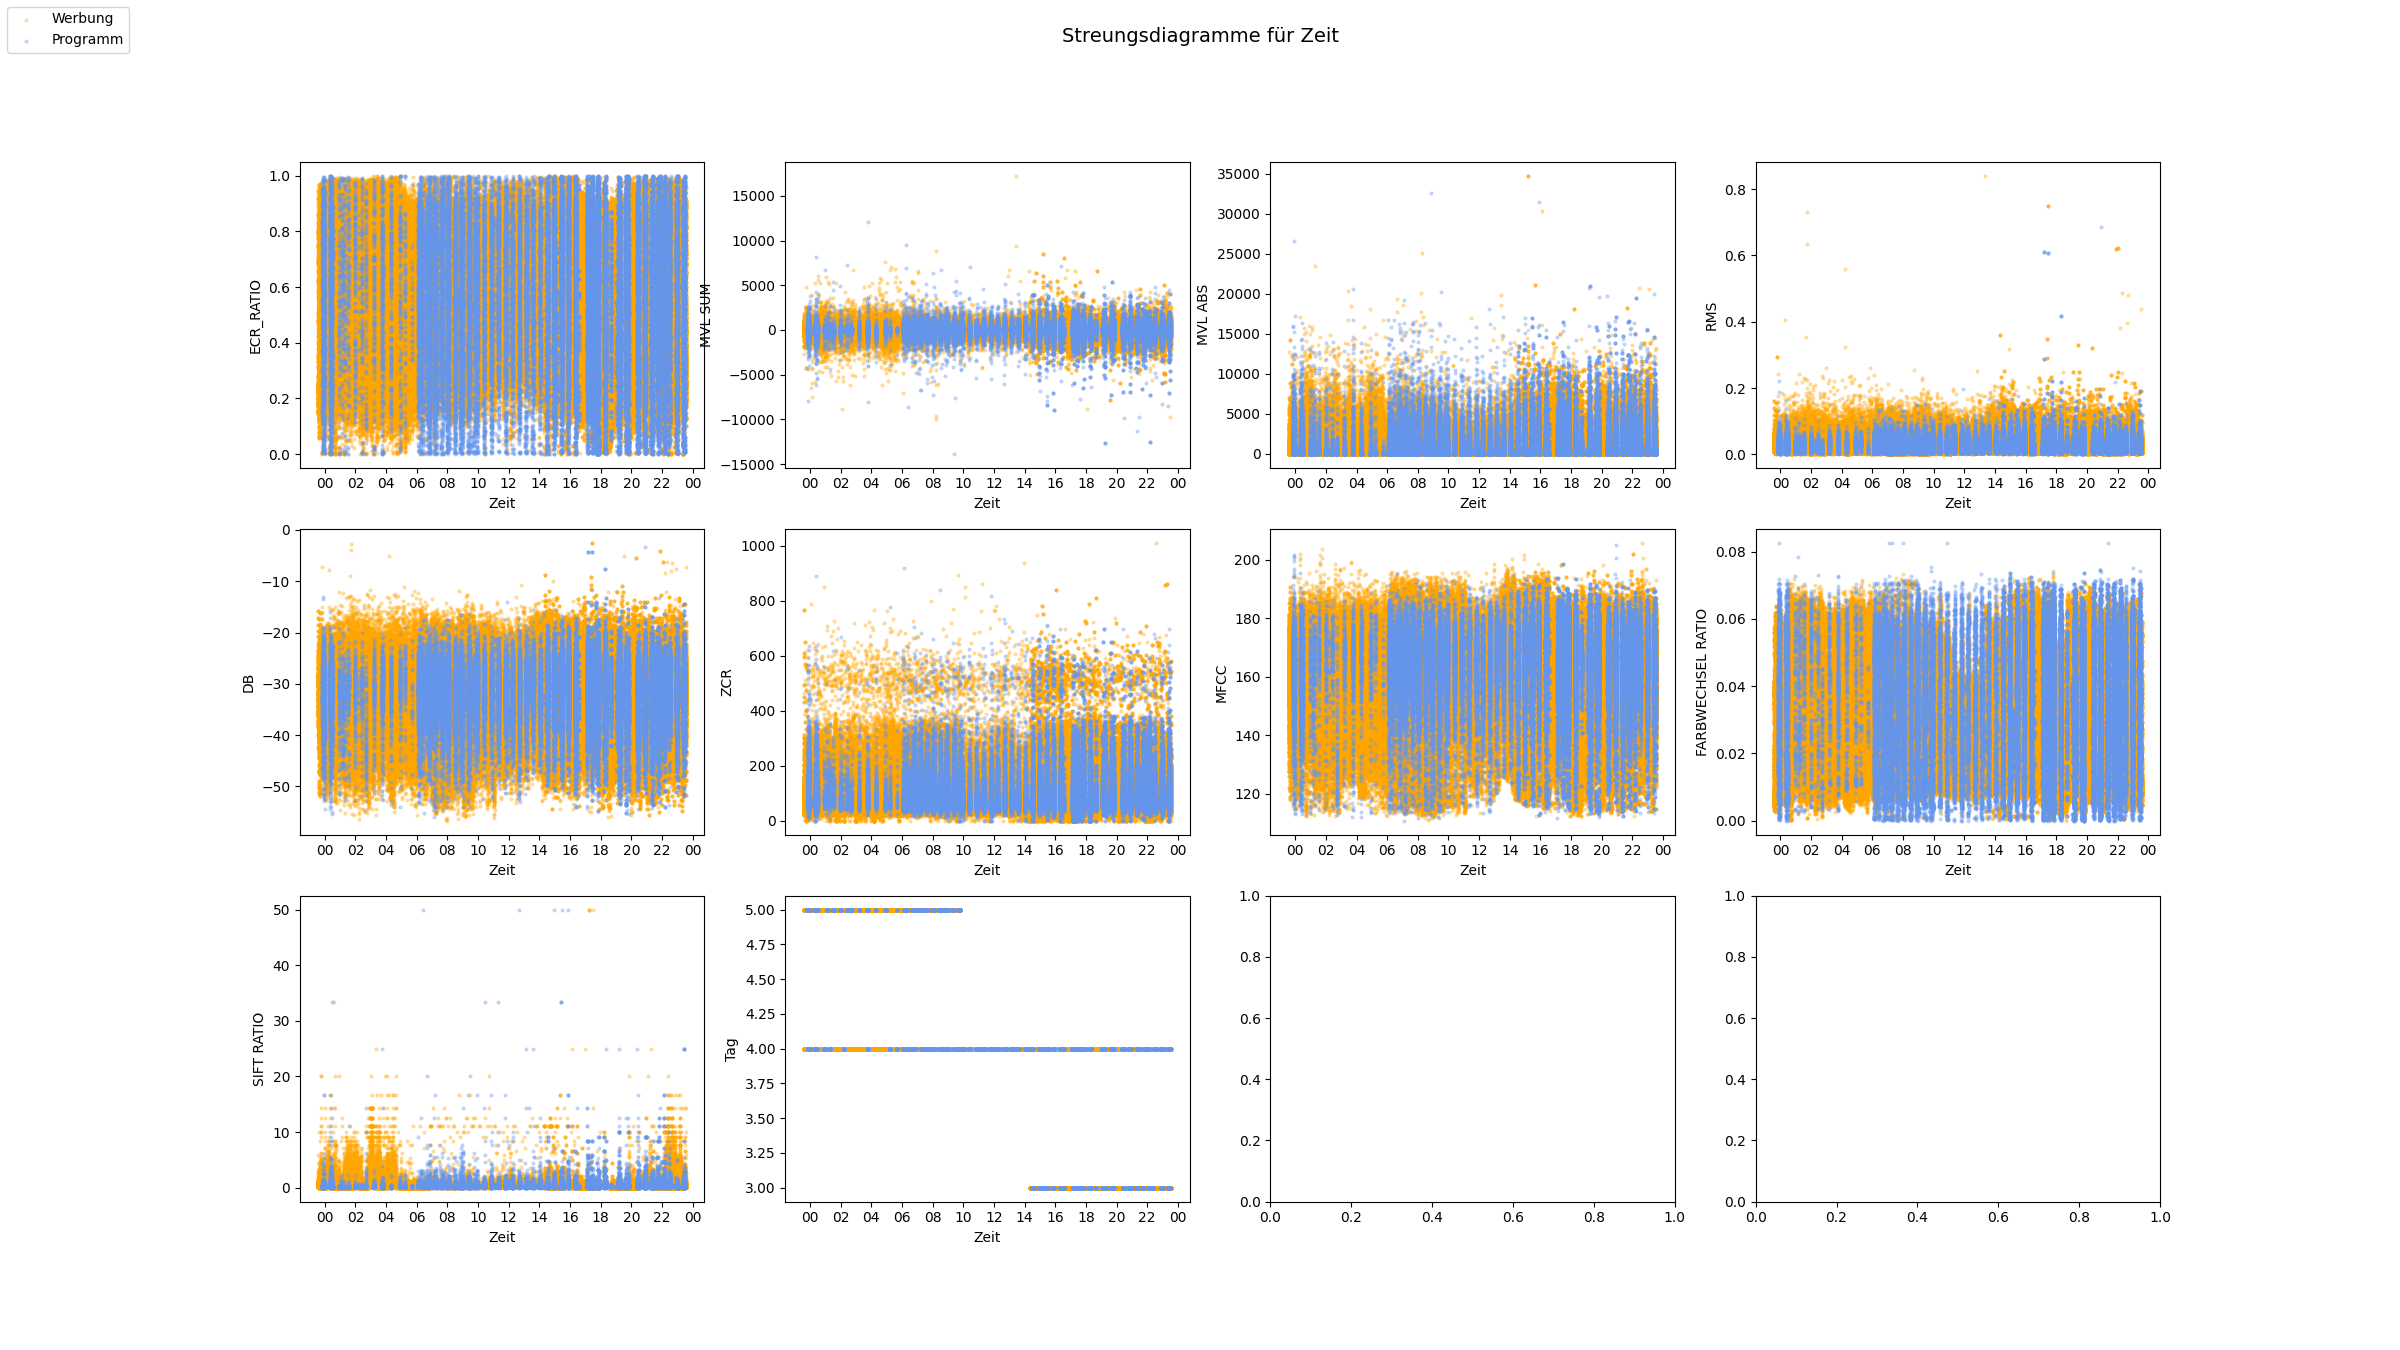 Werbung
Programm
Streungsdiagramme für Zeit
ECR_RATIO
1.0
0.8
0.6
0.4
0.2
0.0
00 02 04 06 08 10 12 14 16 18 20 22 00
Zeit
MVL SUM
15000
10000
5000
0
−5000
−10000
−15000
00 02 04 06 08 10 12 14 16 18 20 22 00
Zeit
MVL ABS
35000
30000
25000
20000
15000
10000
5000
0
00 02 04 06 08 10 12 14 16 18 20 22 00
Zeit
RMS
0.8
0.6
0.4
0.2
0.0
00 02 04 06 08 10 12 14 16 18 20 22 00
Zeit
DB
0
−10
−20
−30
−40
−50
00 02 04 06 08 10 12 14 16 18 20 22 00
Zeit
ZCR
1000
800
600
400
200
0
00 02 04 06 08 10 12 14 16 18 20 22 00
Zeit
MFCC
200
180
160
140
120
00 02 04 06 08 10 12 14 16 18 20 22 00
Zeit
FARBWECHSEL RATIO
0.08
0.06
0.04
0.02
0.00
00 02 04 06 08 10 12 14 16 18 20 22 00
Zeit
SIFT RATIO
50
40
30
20
10
0
00 02 04 06 08 10 12 14 16 18 20 22 00
Zeit
Tag
5.00
4.75
4.50
4.25
4.00
3.75
3.50
3.25
3.00
00 02 04 06 08 10 12 14 16 18 20 22 00
Zeit
1.0
0.8
0.6
0.4
0.2
0.0
0.0 0.2 0.4 0.6 0.8 1.0
1.0
0.8
0.6
0.4
0.2
0.0
0.0 0.2 0.4 0.6 0.8 1.0